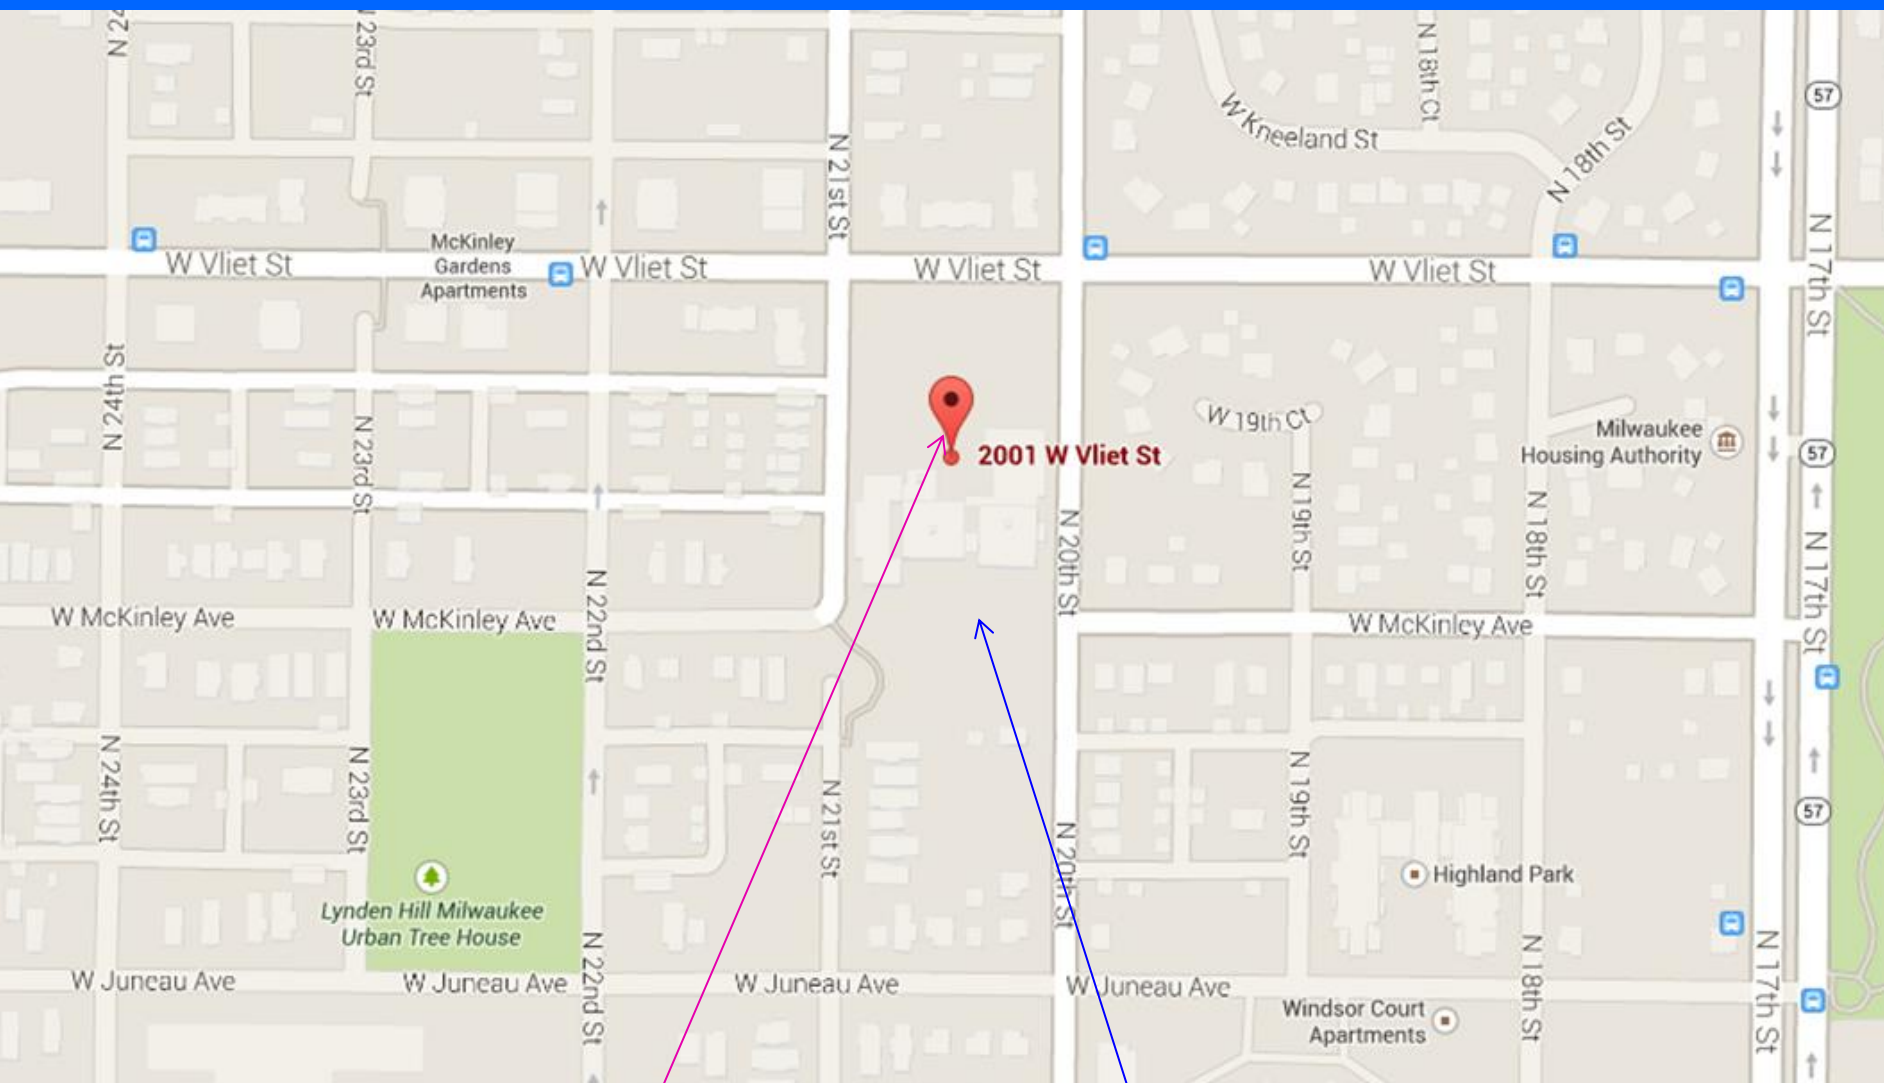 N 24
N 23rd St
N 18th Ct
57
W Kneeland St
N 18th St
N 21st St
N 17th St
McKinley
Gardens
Apartments
W Vliet St
W Vliet St
W Vliet St
W Vliet St
N 24th St
W 19th Ct
Milwaukee
Housing Authority
57
2001 W Vliet St
N 23rd St
N 19th St
N 18th St
N 20th St
N 17th St
N 22nd St
W McKinley Ave
W McKinley Ave
W McKinley Ave
N 24th St
N 23rd St
N 21st St
N 19th St
57
N 20th St
Highland Park
Lynden Hill Milwaukee
Urban Tree House
N 22nd St
N 18th St
N 17th St
W Juneau Ave
W Juneau Ave
W Juneau Ave
W Juneau Ave
Windsor Court
Apartments